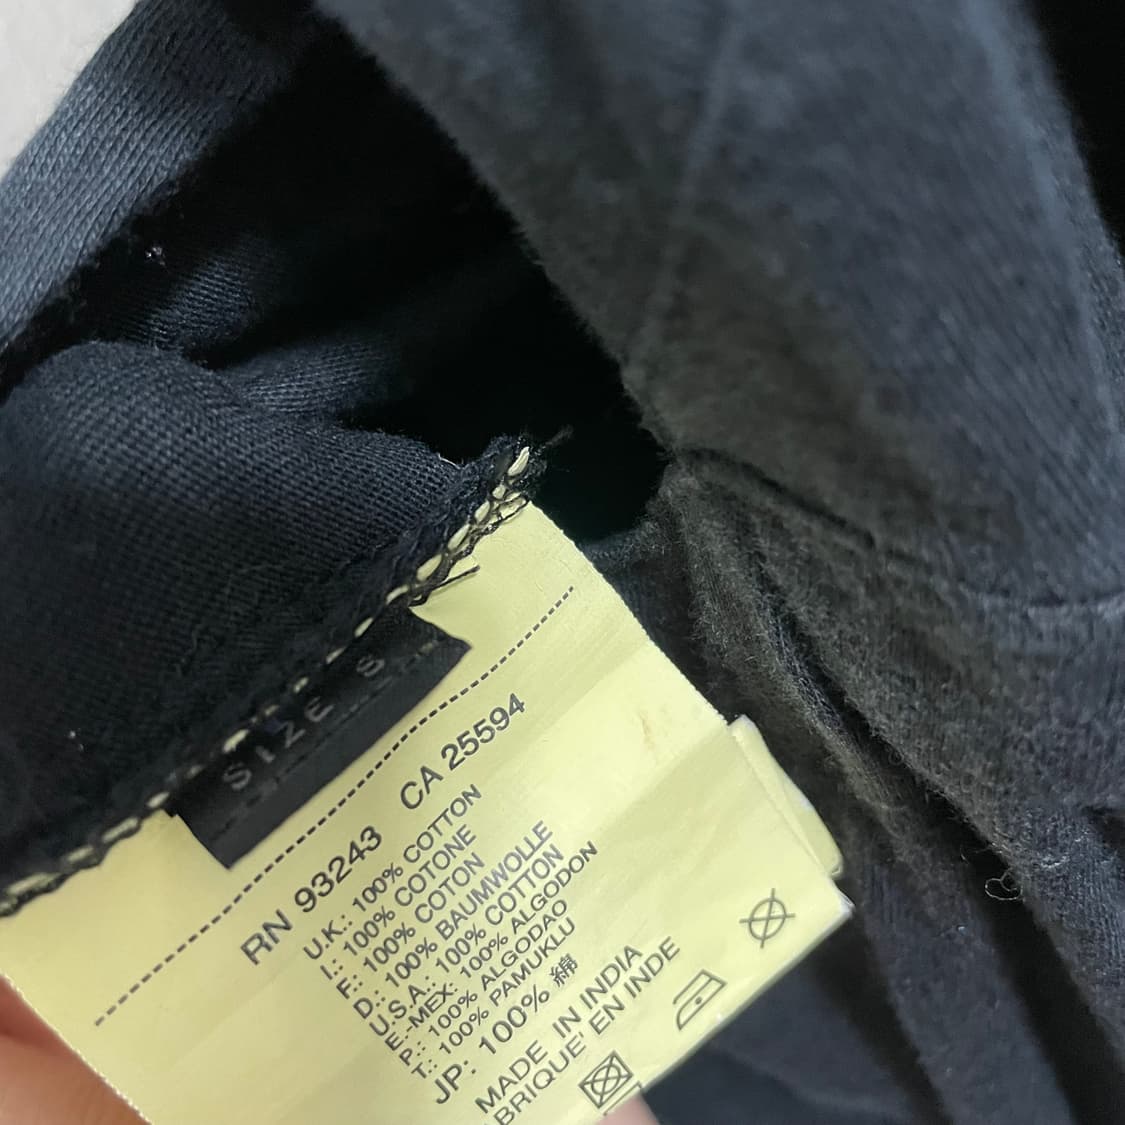 SIZE S
RN 93243 CA 25594
U.K.: 100% COTTON
I.: 100% COTONE
F.: 100% COTON
D.: 100% BAUMWOLLE
U.S.A.: 100% COTTON
E.-MEX: 100% ALGODON
P.: 100% ALGODAO
T.: 100% PAMUKLU
JP: 100% 綿
MADE IN INDIA
BRIQUE' EN INDE